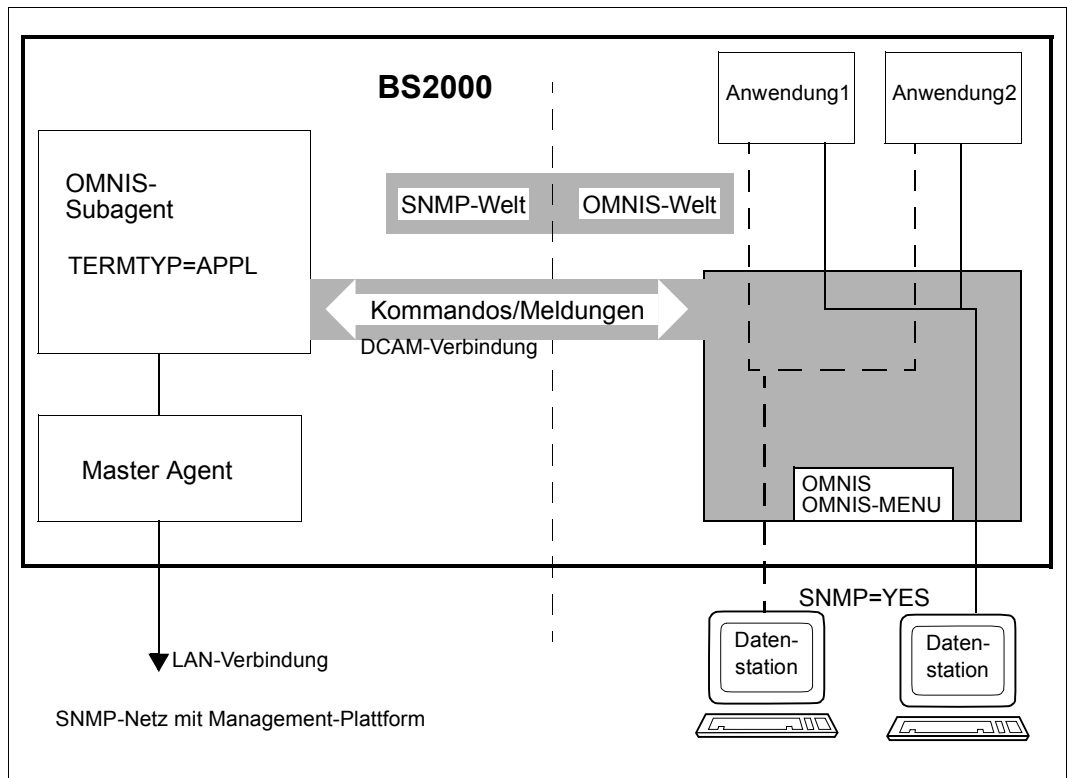 BS2000
Anwendung1
Anwendung2
OMNIS-
Subagent
TERMTYP=APPL
SNMP-Welt
OMNIS-Welt
Kommandos/Meldungen
DCAM-Verbindung
Master Agent
OMNIS
OMNIS-MENU
SNMP=YES
Daten-
station
Daten-
station
LAN-Verbindung
SNMP-Netz mit Management-Plattform